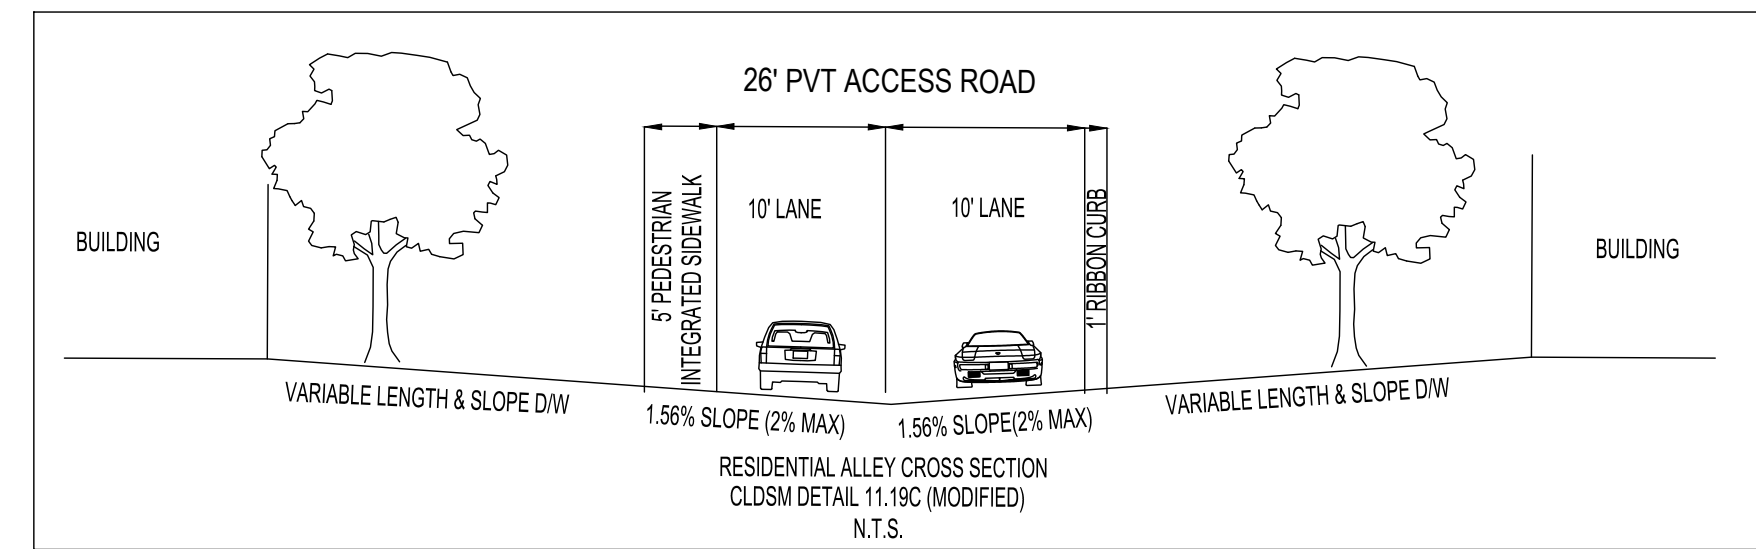 26' PVT ACCESS ROAD
BUILDING
5' PEDESTRIAN
INTEGRATED SIDEWALK
10' LANE
10' LANE
1' RIBBON CURB
BUILDING
VARIABLE LENGTH & SLOPE D/W
1.56% SLOPE (2% MAX)
1.56% SLOPE(2% MAX)
VARIABLE LENGTH & SLOPE D/W
RESIDENTIAL ALLEY CROSS SECTION
CLDSM DETAIL 11.19C (MODIFIED)
N.T.S.